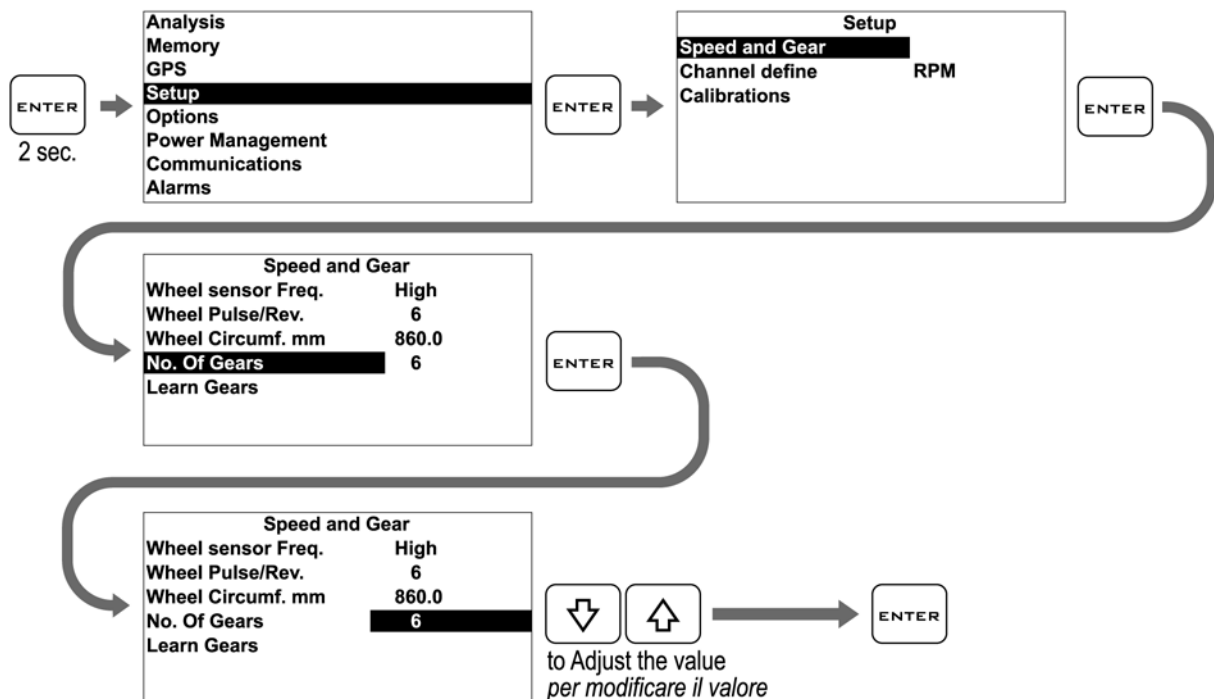 Analysis
Memory
GPS
Setup
Options
Power Management
Communications
Alarms
ENTER
2 sec.
ENTER
Setup
Speed and Gear
Channel define RPM
Calibrations
ENTER
Speed and Gear
Wheel sensor Freq. High
Wheel Pulse/Rev. 6
Wheel Circumf. mm 860.0
No. Of Gears 6
Learn Gears
ENTER
Speed and Gear
Wheel sensor Freq. High
Wheel Pulse/Rev. 6
Wheel Circumf. mm 860.0
No. Of Gears 6
Learn Gears
to Adjust the value
per modificare il valore
ENTER